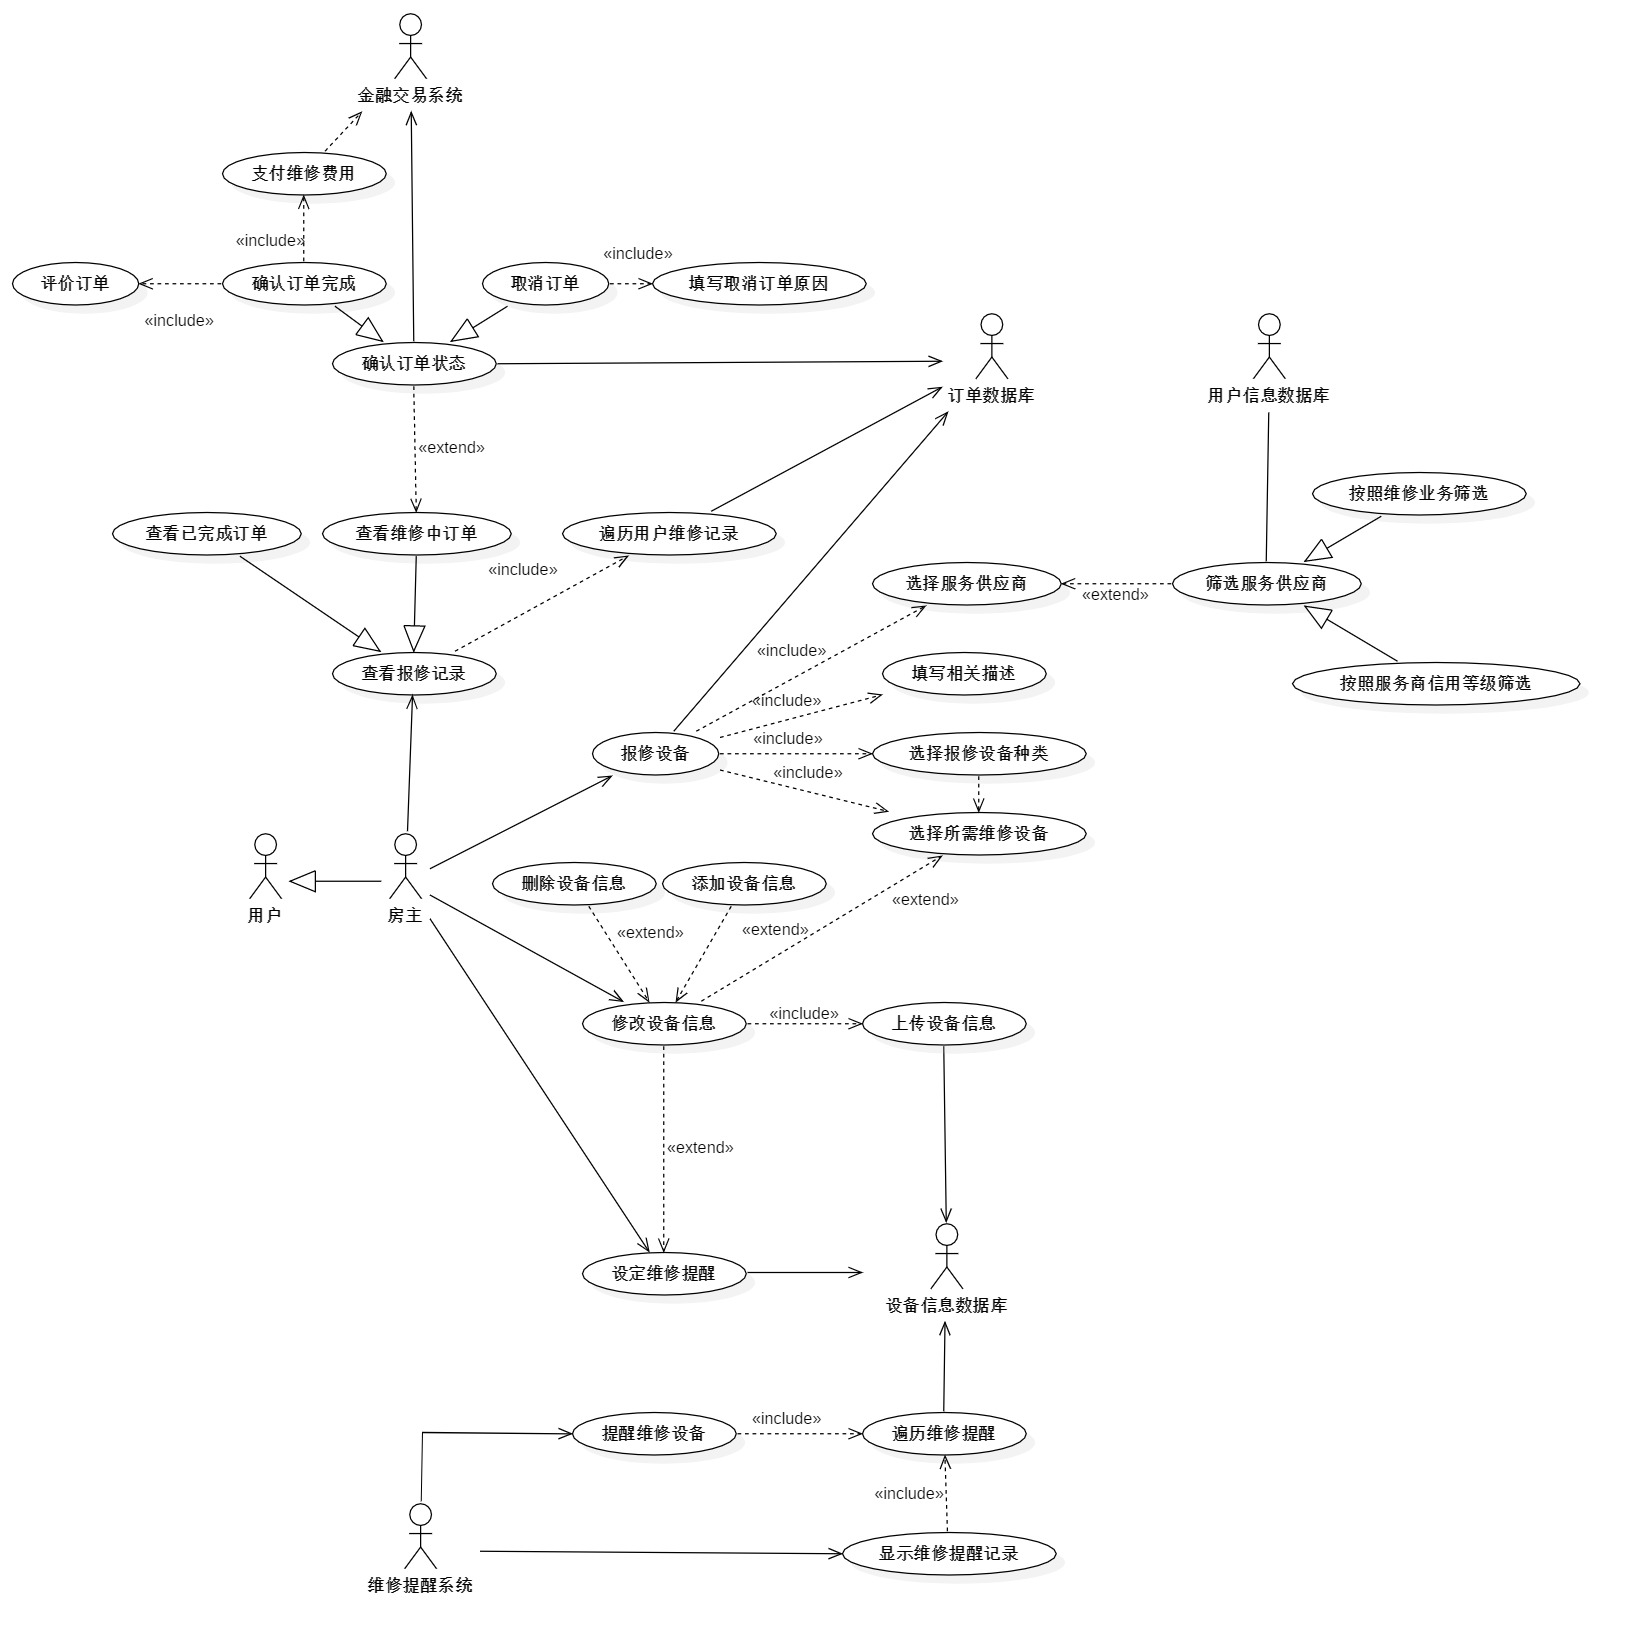 金融交易系统
支付维修费用
«include»
«include»
评价订单
确认订单完成
取消订单
填写取消订单原因
«include»
确认订单状态
订单数据库
用户信息数据库
«extend»
按照维修业务筛选
查看已完成订单
查看维修中订单
遍历用户维修记录
«include»
选择服务供应商
筛选服务供应商
«extend»
«include»
查看报修记录
填写相关描述
按照服务商信用等级筛选
«include»
«include»
报修设备
选择报修设备种类
«include»
选择所需维修设备
删除设备信息
添加设备信息
«extend»
用户
房主
«extend»
«extend»
«include»
修改设备信息
上传设备信息
«extend»
设定维修提醒
设备信息数据库
«include»
提醒维修设备
遍历维修提醒
«include»
显示维修提醒记录
维修提醒系统